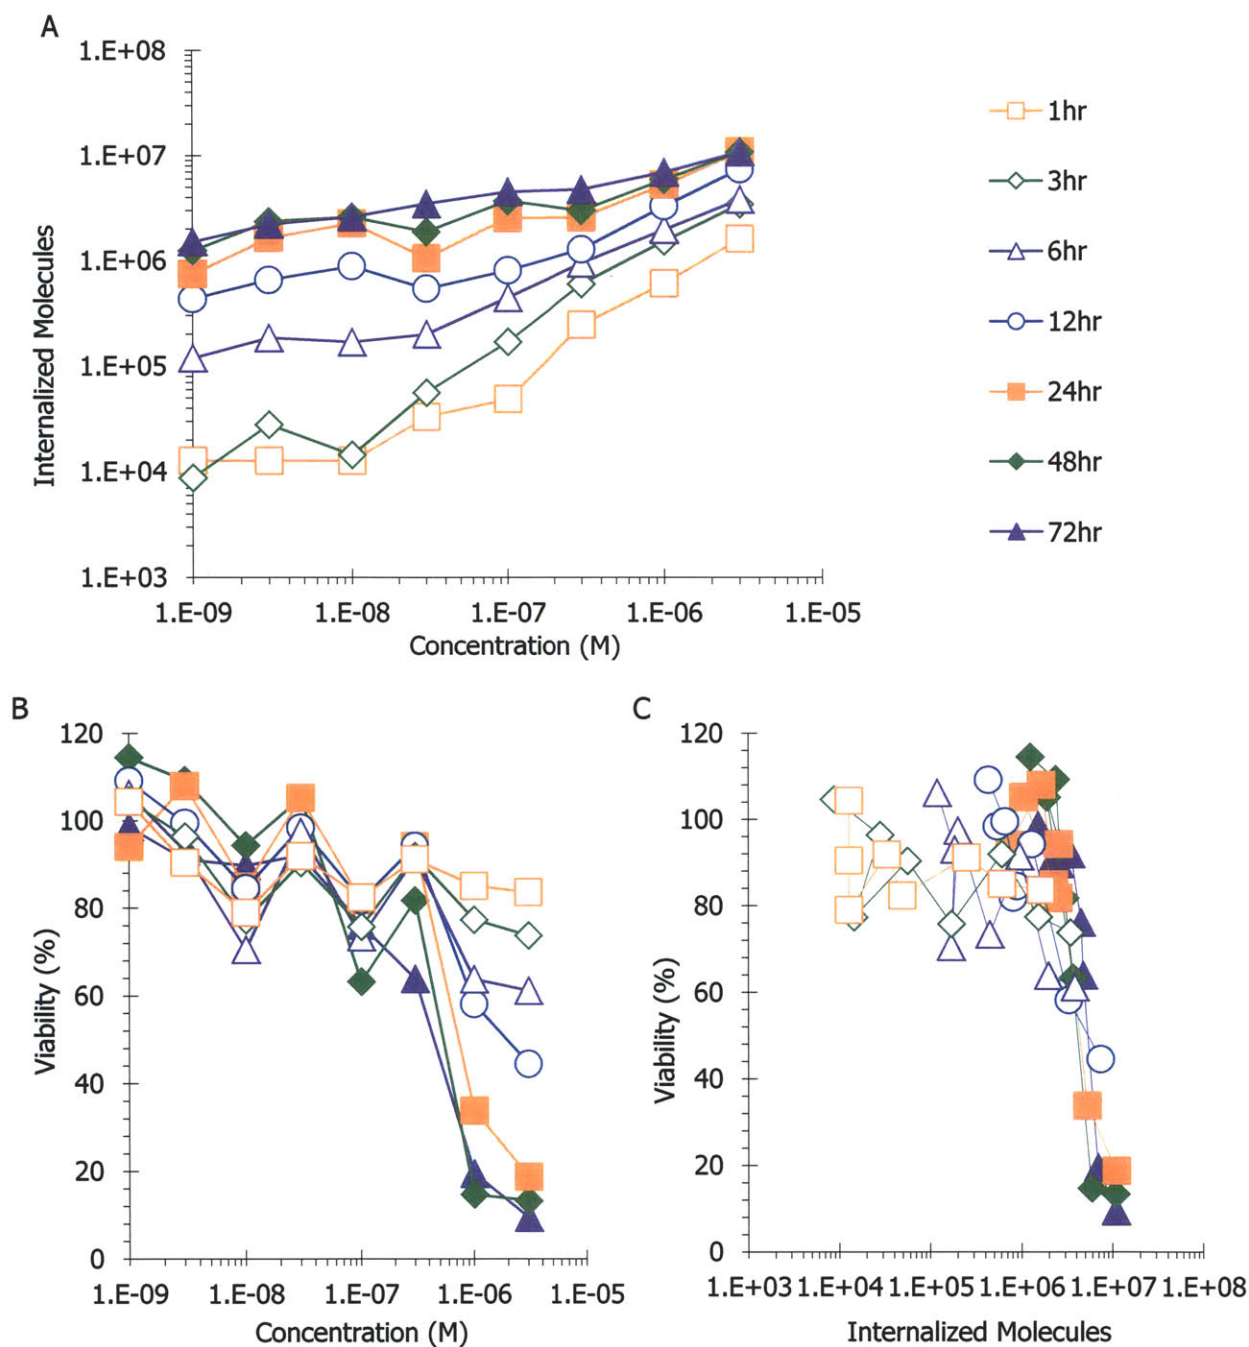 A
1.E+08
1.E+07
1.E+06
1.E+05
1.E+04
1.E+03
Internalized Molecules
1.E-09 1.E-08 1.E-07 1.E-06 1.E-05
Concentration (M)
1hr
3hr
6hr
12hr
24hr
48hr
72hr
B
120
100
80
60
40
20
0
Viability (%)
1.E-09 1.E-08 1.E-07 1.E-06 1.E-05
Concentration (M)
C
120
100
80
60
40
20
0
Viability (%)
1.E+03 1.E+04 1.E+05 1.E+06 1.E+07 1.E+08
Internalized Molecules